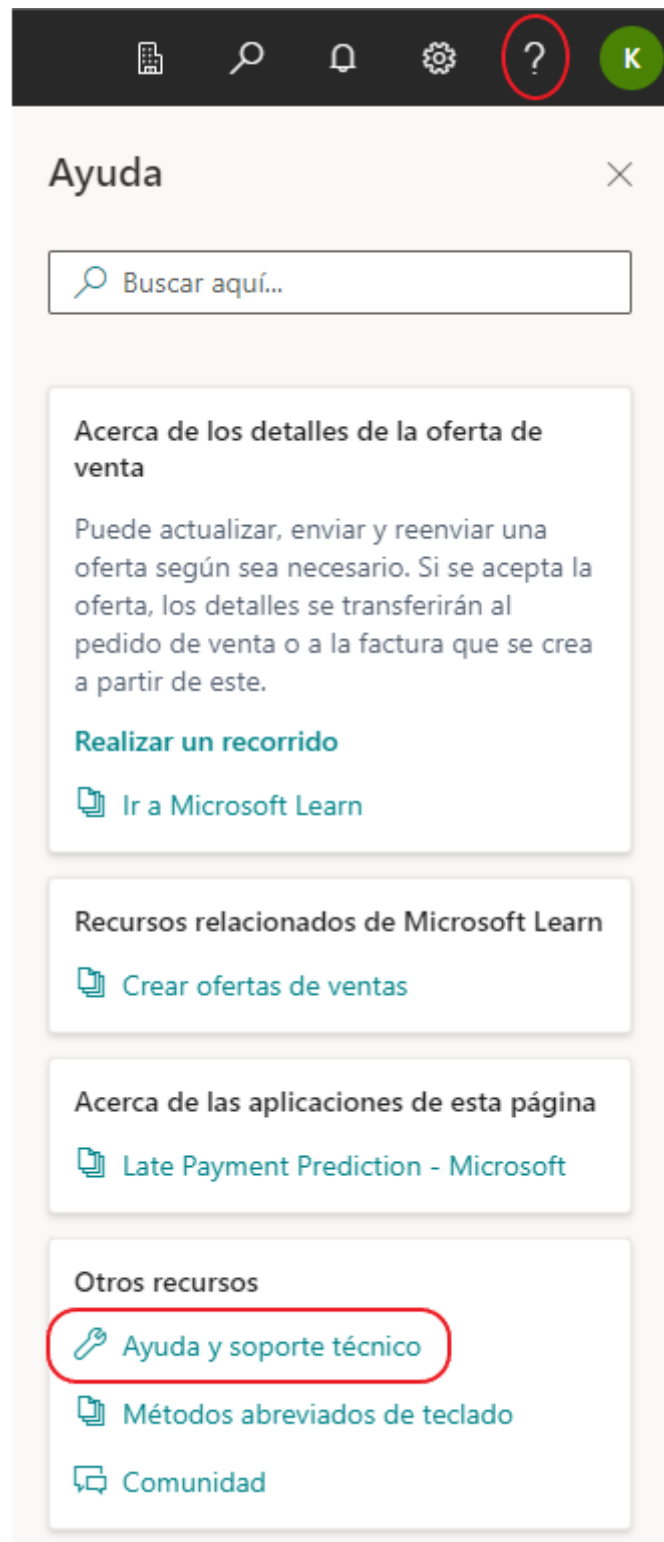 ?
K
Ayuda
Buscar aquí...
Acerca de los detalles de la oferta de
venta
Puede actualizar, enviar y reenviar una
oferta según sea necesario. Si se acepta la
oferta, los detalles se transferirán al
pedido de venta o a la factura que se crea
a partir de este.
Realizar un recorrido
Ir a Microsoft Learn
Recursos relacionados de Microsoft Learn
Crear ofertas de ventas
Acerca de las aplicaciones de esta página
Late Payment Prediction - Microsoft
Otros recursos
Ayuda y soporte técnico
Métodos abreviados de teclado
Comunidad